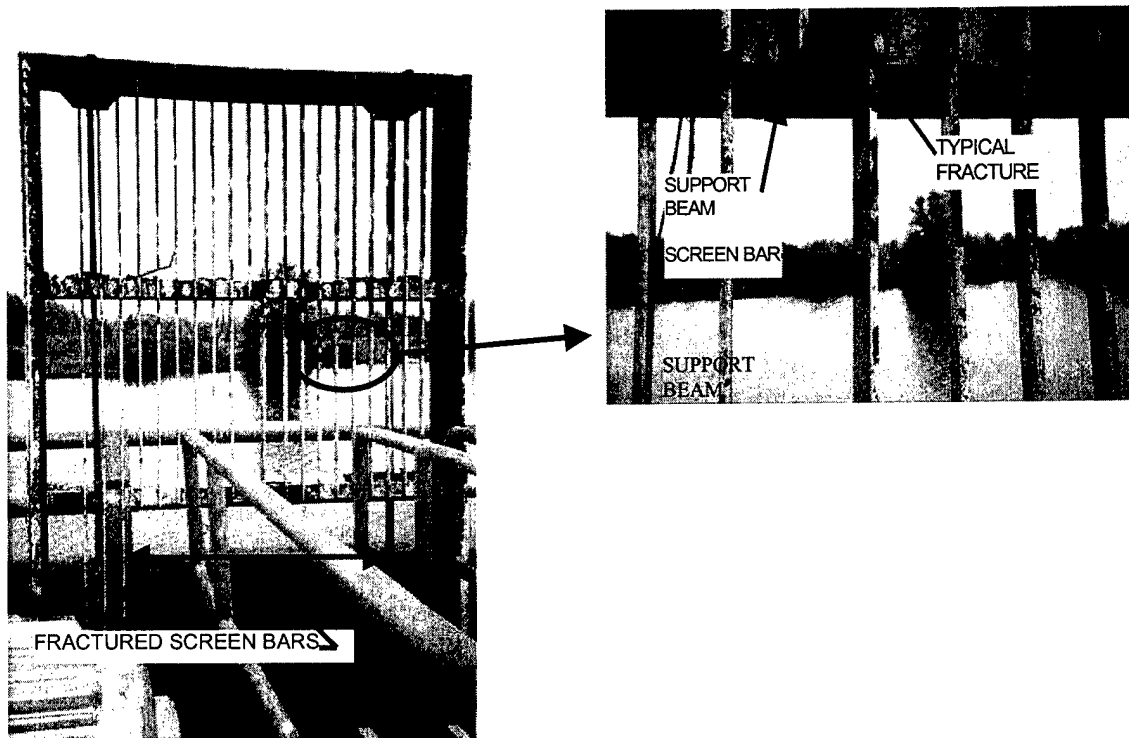 FRACTURED SCREEN BARS
SUPPORT
BEAM
SCREEN BAR
TYPICAL
FRACTURE
SUPPORT
BEAM